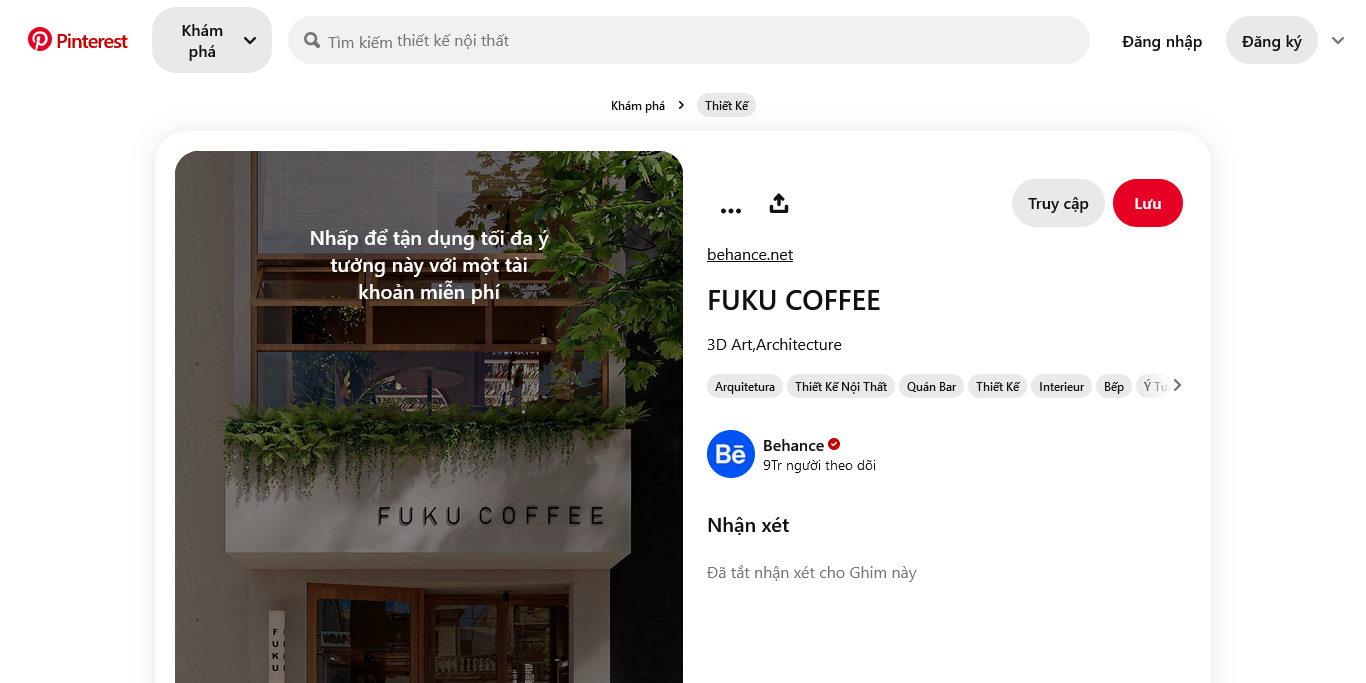 Pinterest
Khám
phá
Tìm kiếm thiết kế nội thất
Đăng nhập
Đăng ký
Khám phá
Thiết Kế
Nhấp để tận dụng tối đa ý
tưởng này với một tài
khoản miễn phí
FUKU COFFEE
WRAP
FUKU
...
Truy cập
Lưu
behance.net
FUKU COFFEE
3D Art,Architecture
Arquitetura
Thiết Kế Nội Thất
Quán Bar
Thiết Kế
Interieur
Bếp
Ý
Bē
Behance
9Tr người theo dõi
Nhận xét
Đã tắt nhận xét cho Ghim này